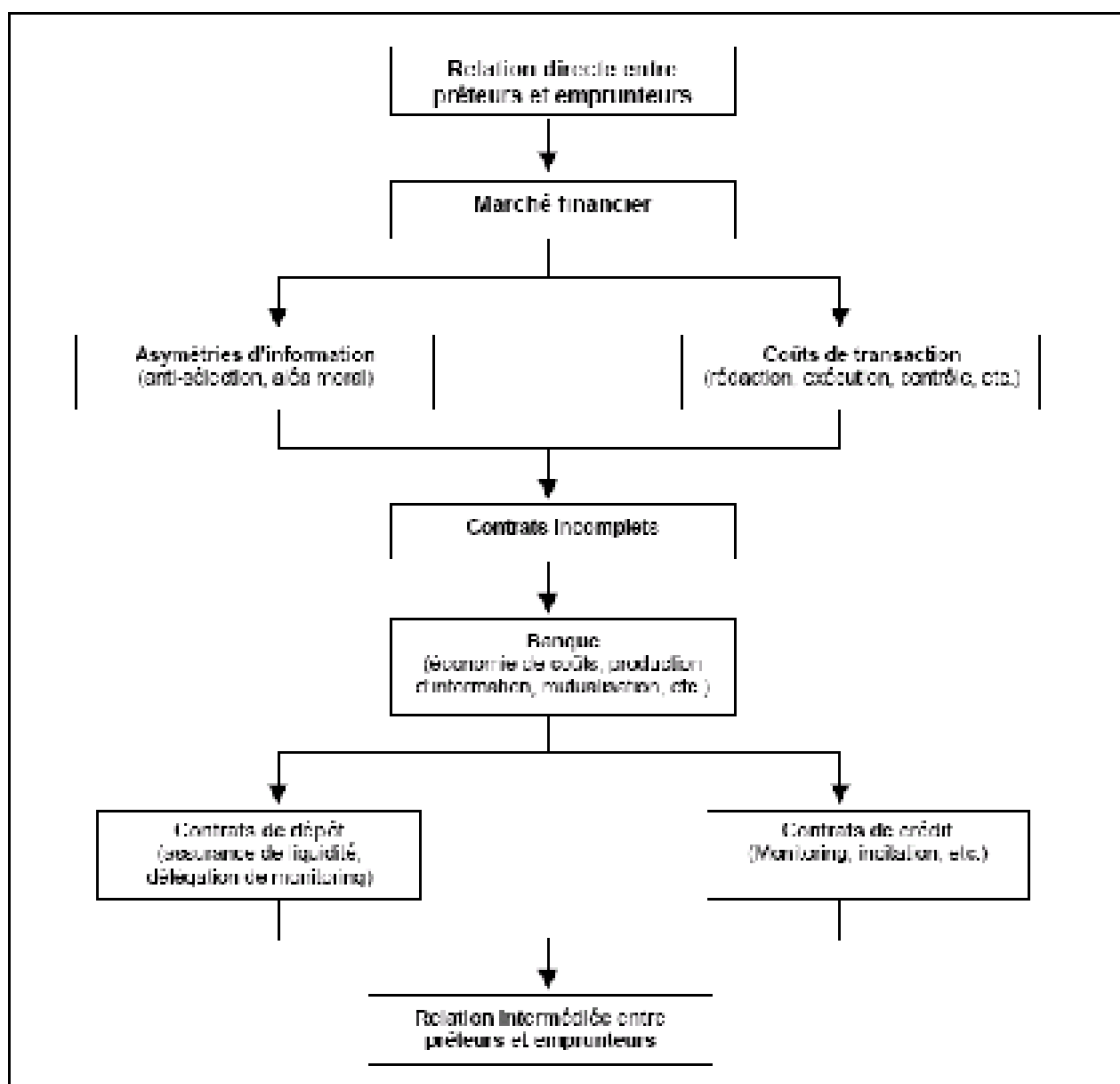 Relation directe entre
prêteurs et emprunteurs
Marché financier
Asymétries d'information
(anti-sélection, aléa moral)
Coûts de transaction
(rédaction, exécution, contrôle, etc.)
Contrats incomplets
Banque
(économie de coûts, production
d'information, mutualisation, etc.)
Contrats de dépôt
(assurance de liquidité,
délégation de monitoring)
Contrats de crédit
(Monitoring, incitation, etc.)
Relation intermédiée entre
prêteurs et emprunteurs